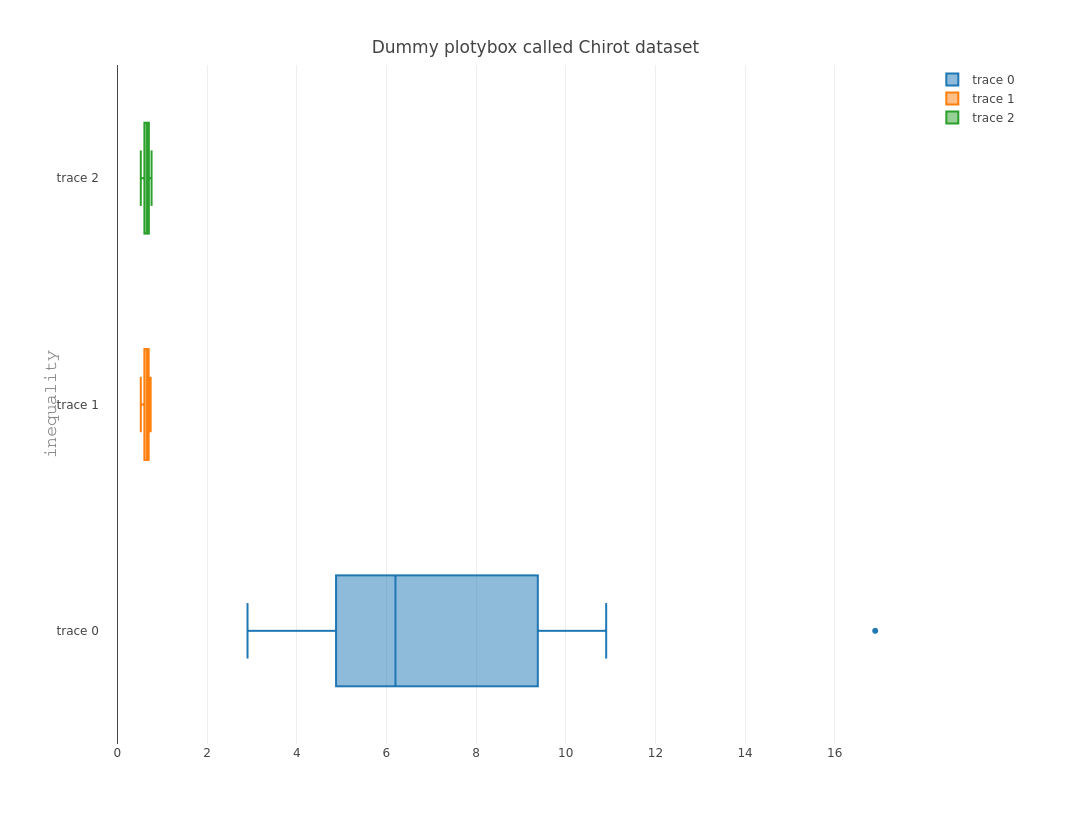 Dummy plotybox called Chirot dataset
trace 0
trace 1
trace 2
trace 2
trace 1
trace 0
inequality
0 2 4 6 8 10 12 14 16